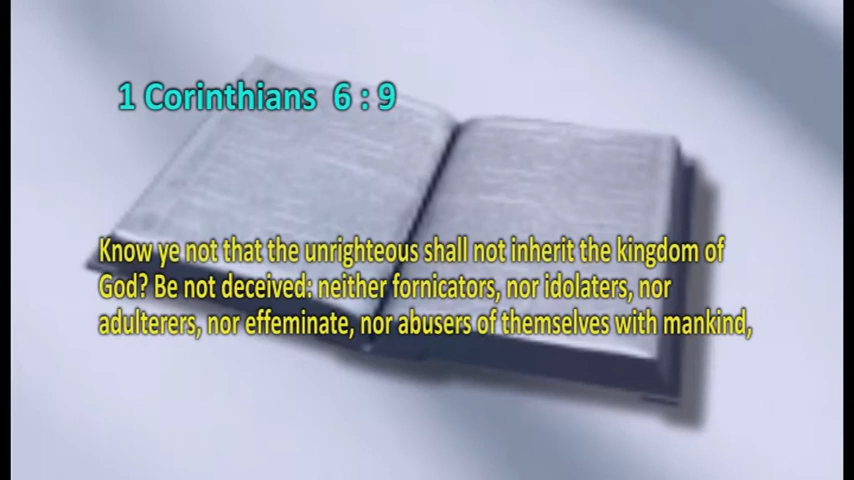 1 Corinthians 6 : 9
Know ye not that the unrighteous shall not inherit the kingdom of
God? Be not deceived: neither fornicators, nor idolaters, nor
adulterers, nor effeminate, nor abusers of themselves with mankind,